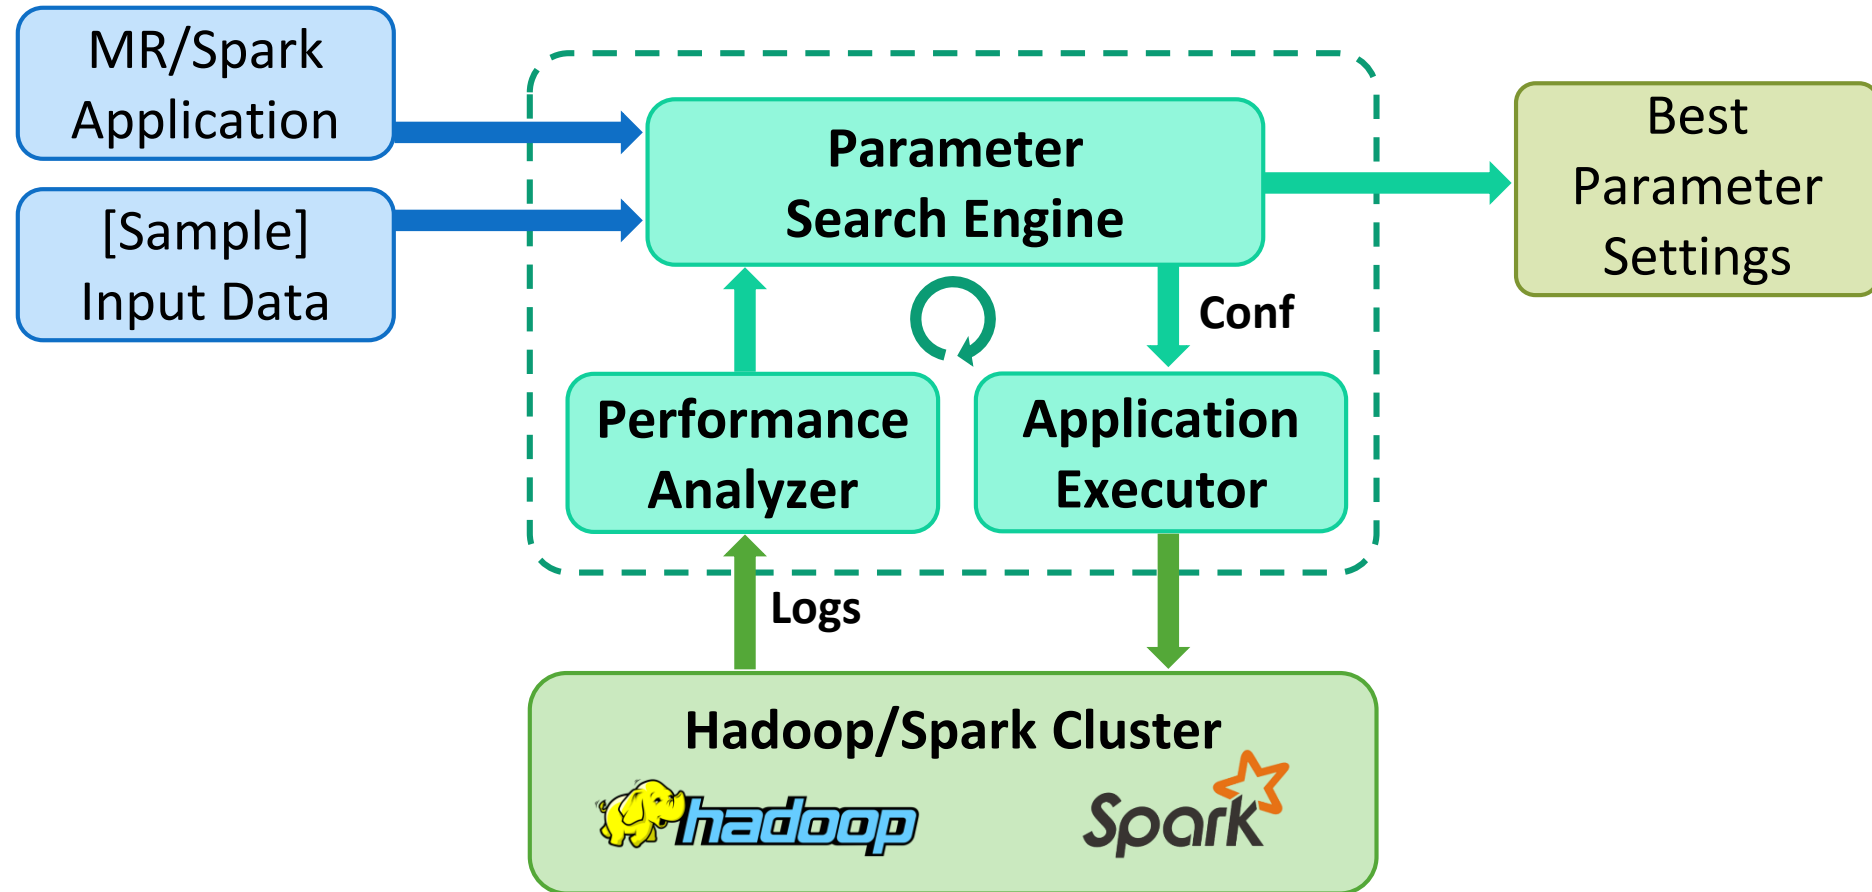 MR/Spark
Application
[Sample]
Input Data
Parameter
Search Engine
Best
Parameter
Settings
Conf
Performance
Analyzer
Application
Executor
Logs
Hadoop/Spark Cluster
hadoop
Spark